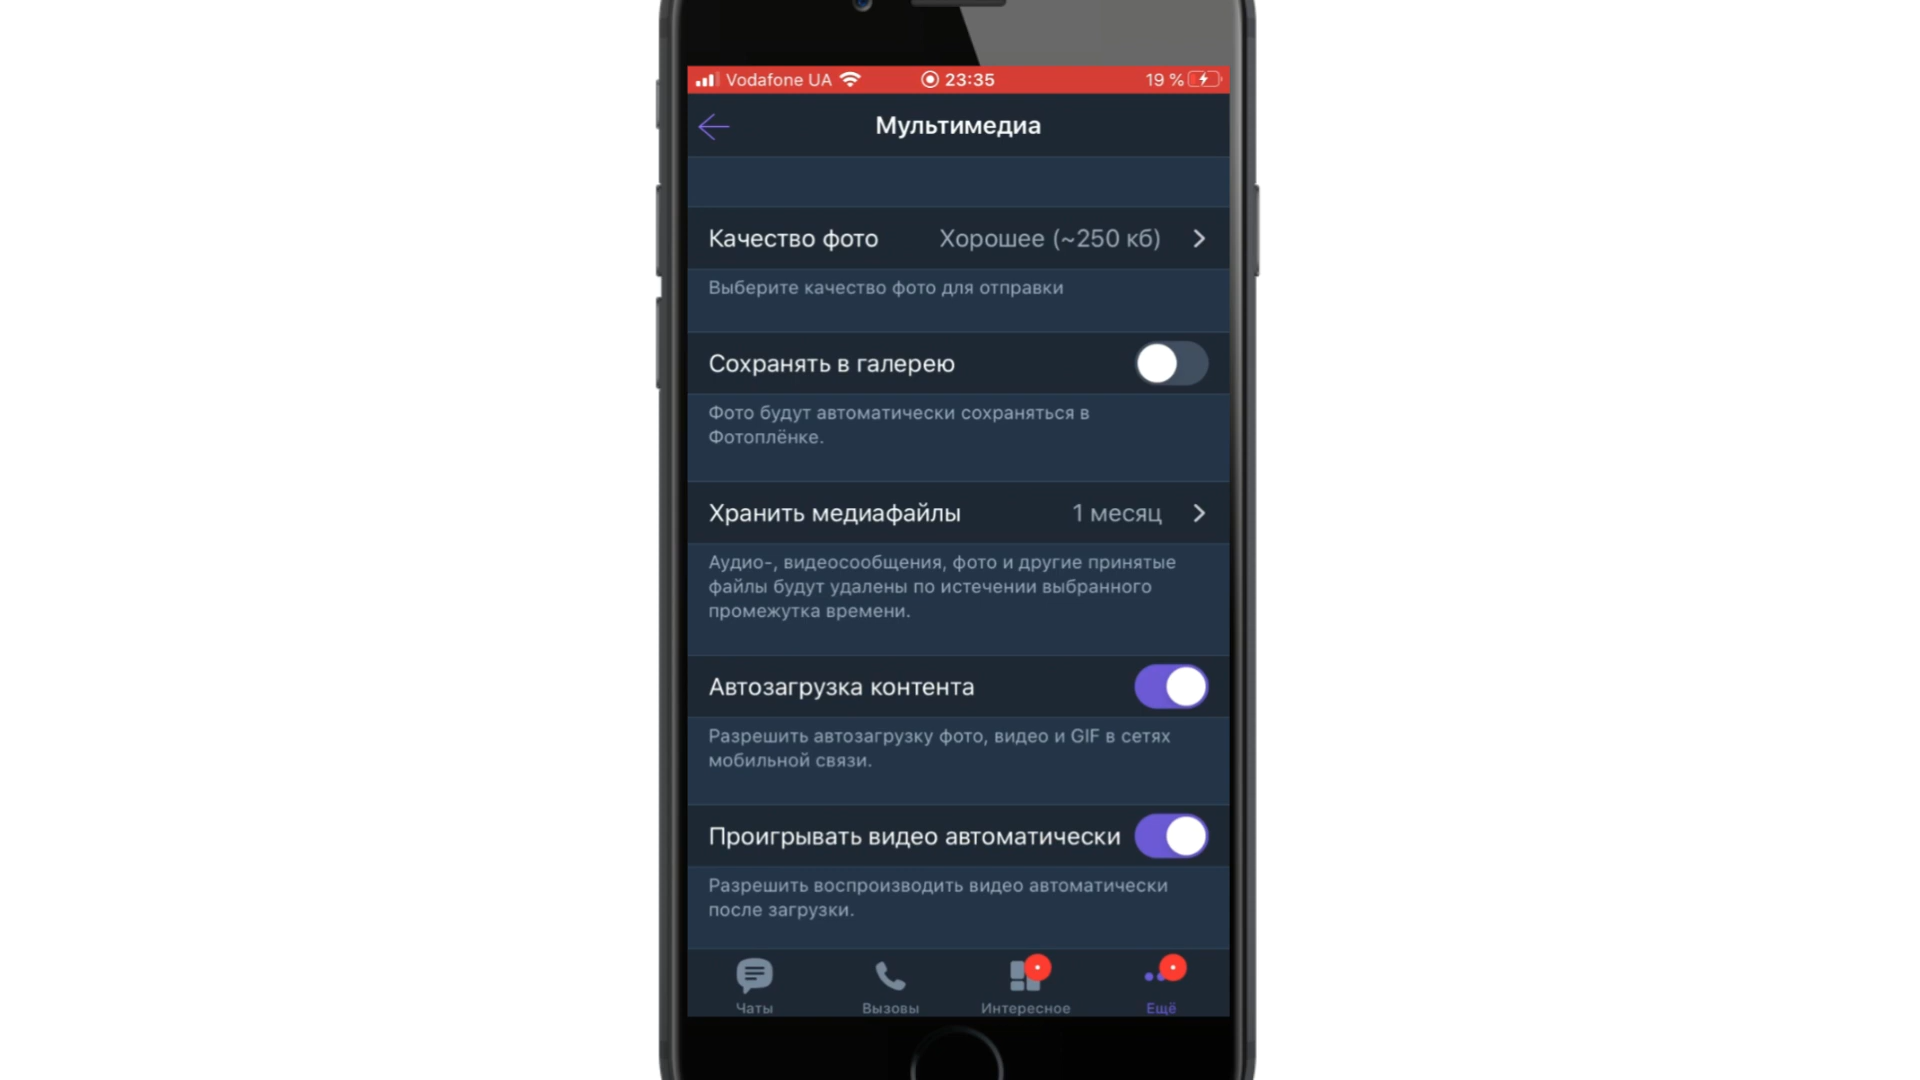 Vodafone UA 23:35 19 %
Мультимедиа
Качество фото Хорошее (~250 кб)
Выберите качество фото для отправки
Сохранять в галерею
Фото будут автоматически сохраняться в
Фотоплёнке.
Хранить медиафайлы 1 месяц
Аудио-, видеосообщения, фото и другие принятые
файлы будут удалены по истечении выбранного
промежутка времени.
Автозагрузка контента
Разрешить автозагрузку фото, видео и GIF в сетях
мобильной связи.
Проигрывать видео автоматически
Разрешить воспроизводить видео автоматически
после загрузки.
Чаты Вызовы Интересное Ещё